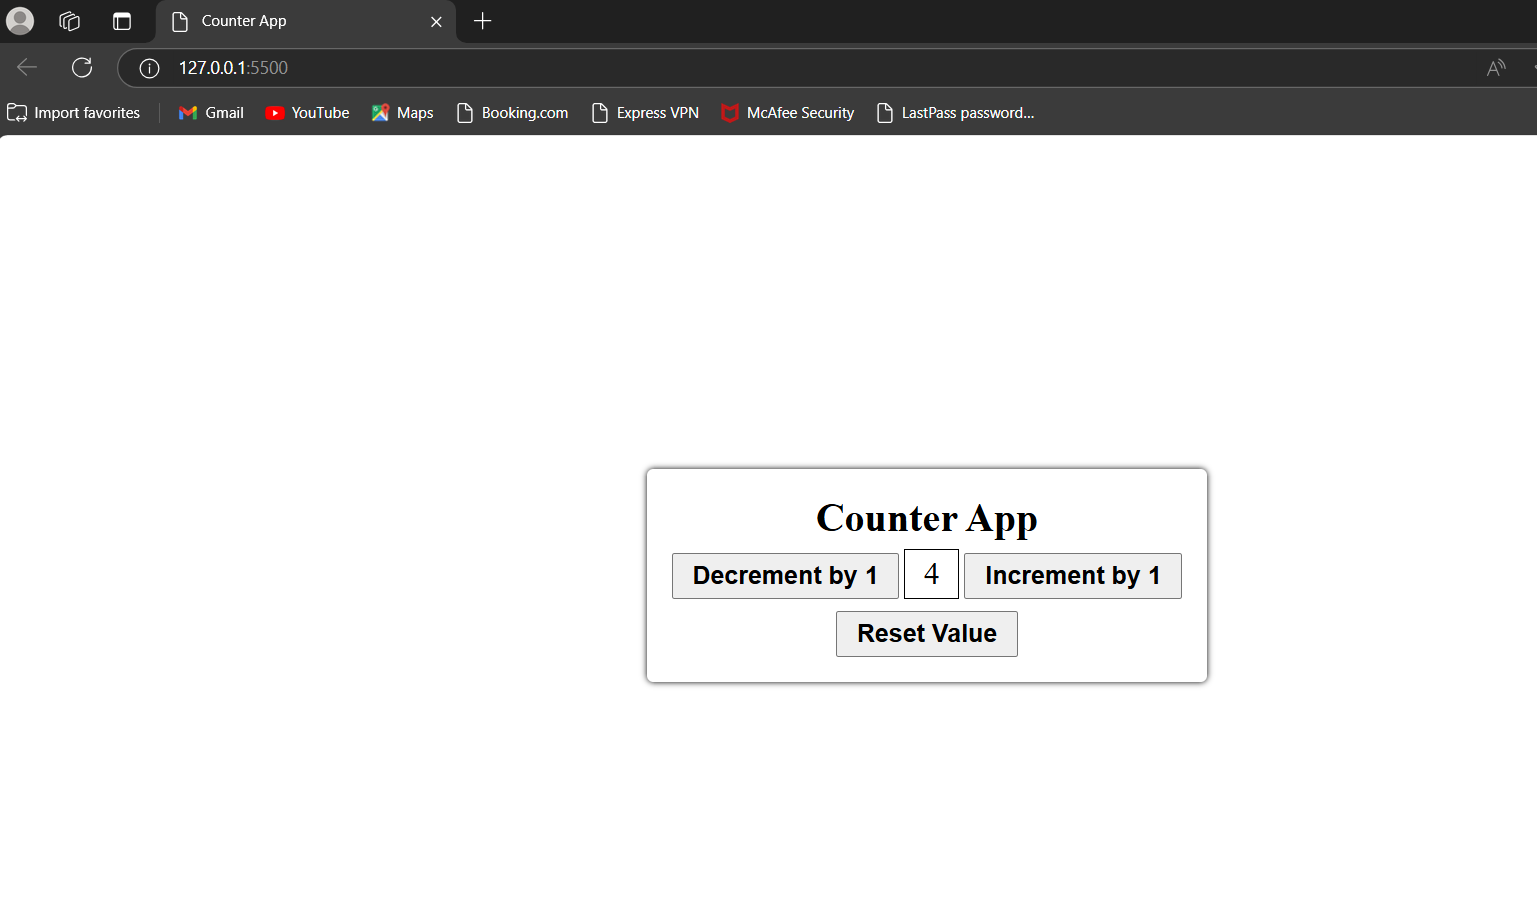 Counter App
127.0.0.1:5500
Import favorites Gmail YouTube Maps Booking.com Express VPN McAfee Security LastPass password...
Counter App
Decrement by 1 4 Increment by 1
Reset Value